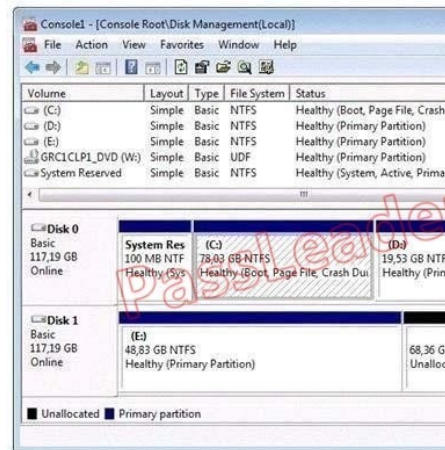 Console1 - [Console Root\Disk Management(Local)]
File Action View Favorites Window Help
Volume Layout Type File System Status
(C:) Simple Basic NTFS Healthy (Boot, Page File, Crash
(D:) Simple Basic NTFS Healthy (Primary Partition)
(E:) Simple Basic NTFS Healthy (Primary Partition)
GRC1CLP1_DVD (W:) Simple Basic UDF Healthy (Primary Partition)
System Reserved Simple Basic NTFS Healthy (System, Active, Prima
Disk 0
Basic
117,19 GB
Online
System Res
100 MB NTF
Healthy (Sys
(C:)
78,03 GB NTFS
Healthy (Boot, Page File, Crash Du
(D:)
19,53 GB NTF
Healthy (Prin
PassLeader
Disk 1
Basic
117,19 GB
Online
(E:)
48,83 GB NTFS
Healthy (Primary Partition)
68,36 G
Unalloc
Unallocated Primary partition